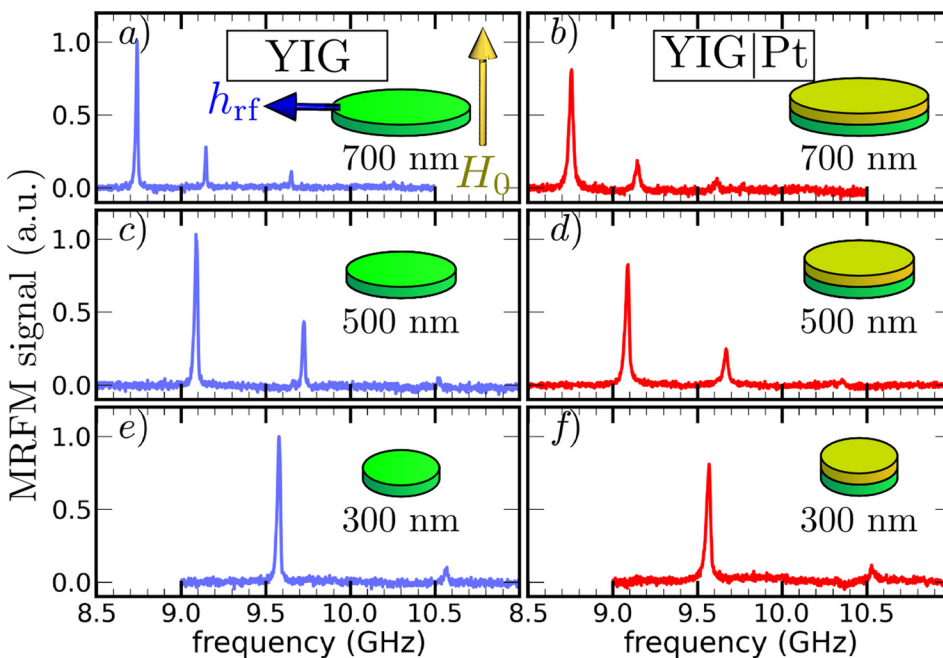 MRFM signal (a.u.)
a)
YIG
h_rf
700 nm
H_0
1.0
0.5
0.0
b)
YIG|Pt
700 nm
c)
500 nm
1.0
0.5
0.0
d)
500 nm
e)
300 nm
1.0
0.5
0.0
f)
300 nm
8.5 9.0 9.5 10.0 10.5
9.0 9.5 10.0 10.5
frequency (GHz)
frequency (GHz)